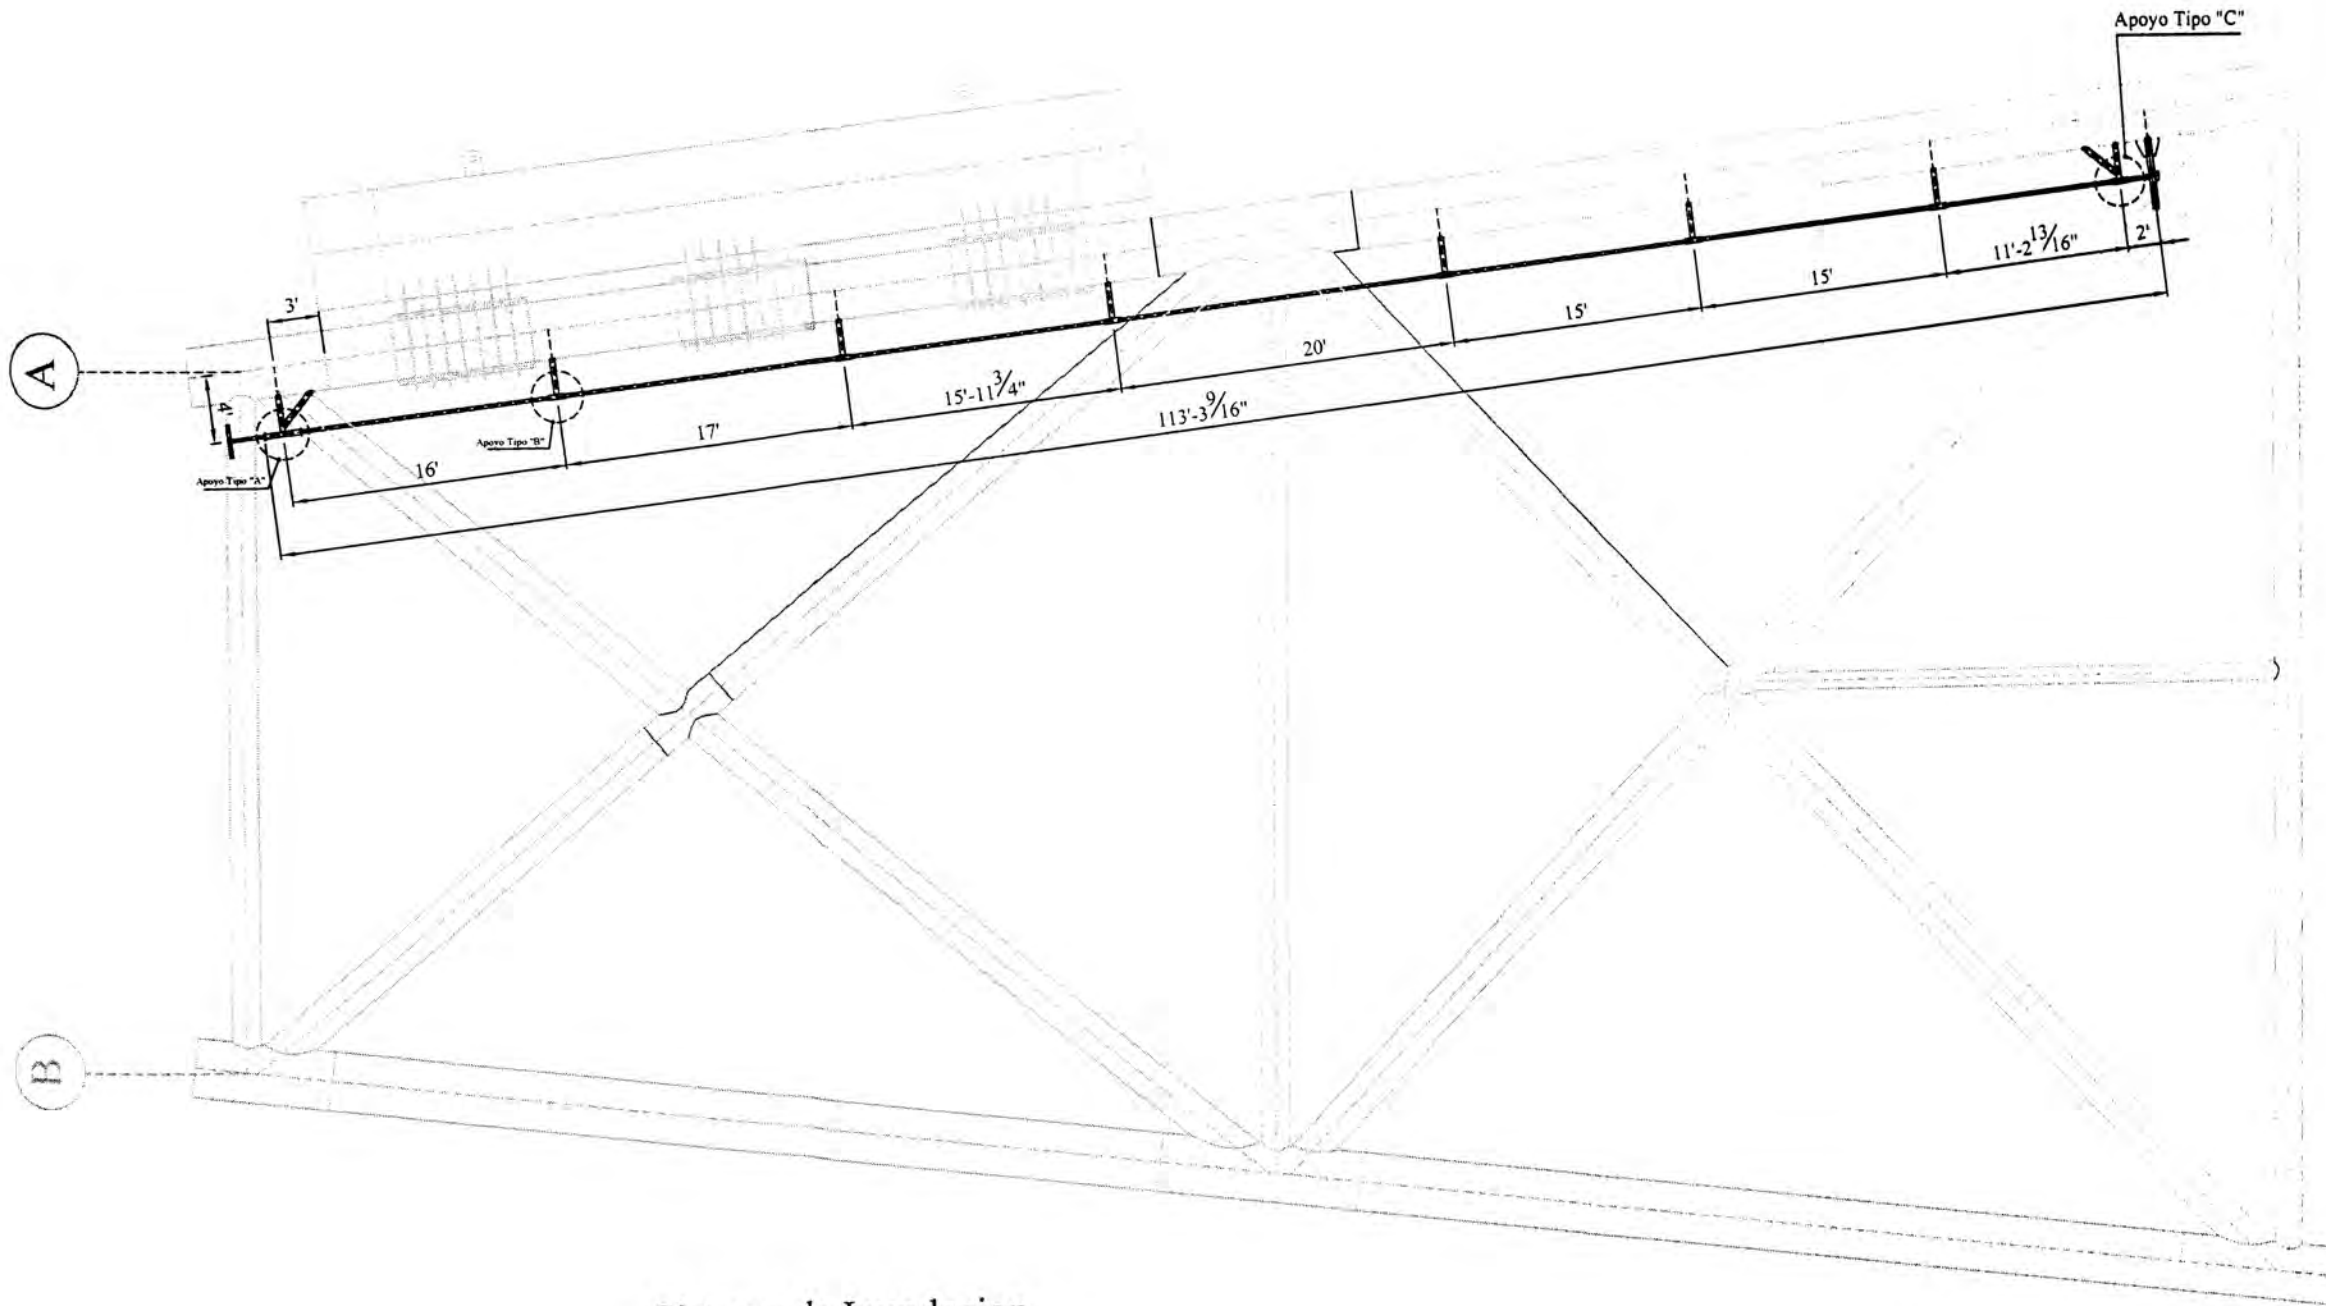 Apoyo Tipo "C"
3'
A
4'
2'
11'-2 13/16"
15'
15'
20'
15'-11 3/4"
113'-3 9/16"
17'
16'
Apoyo Tipo "B"
Apoyo Tipo "A"
B